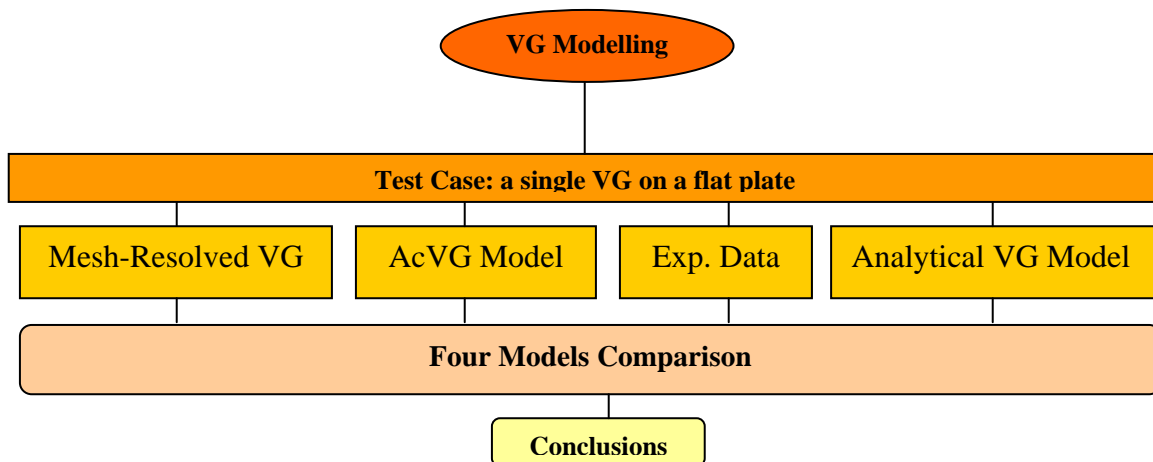 VG Modelling
Test Case: a single VG on a flat plate
Mesh-Resolved VG
AcVG Model
Exp. Data
Analytical VG Model
Four Models Comparison
Conclusions